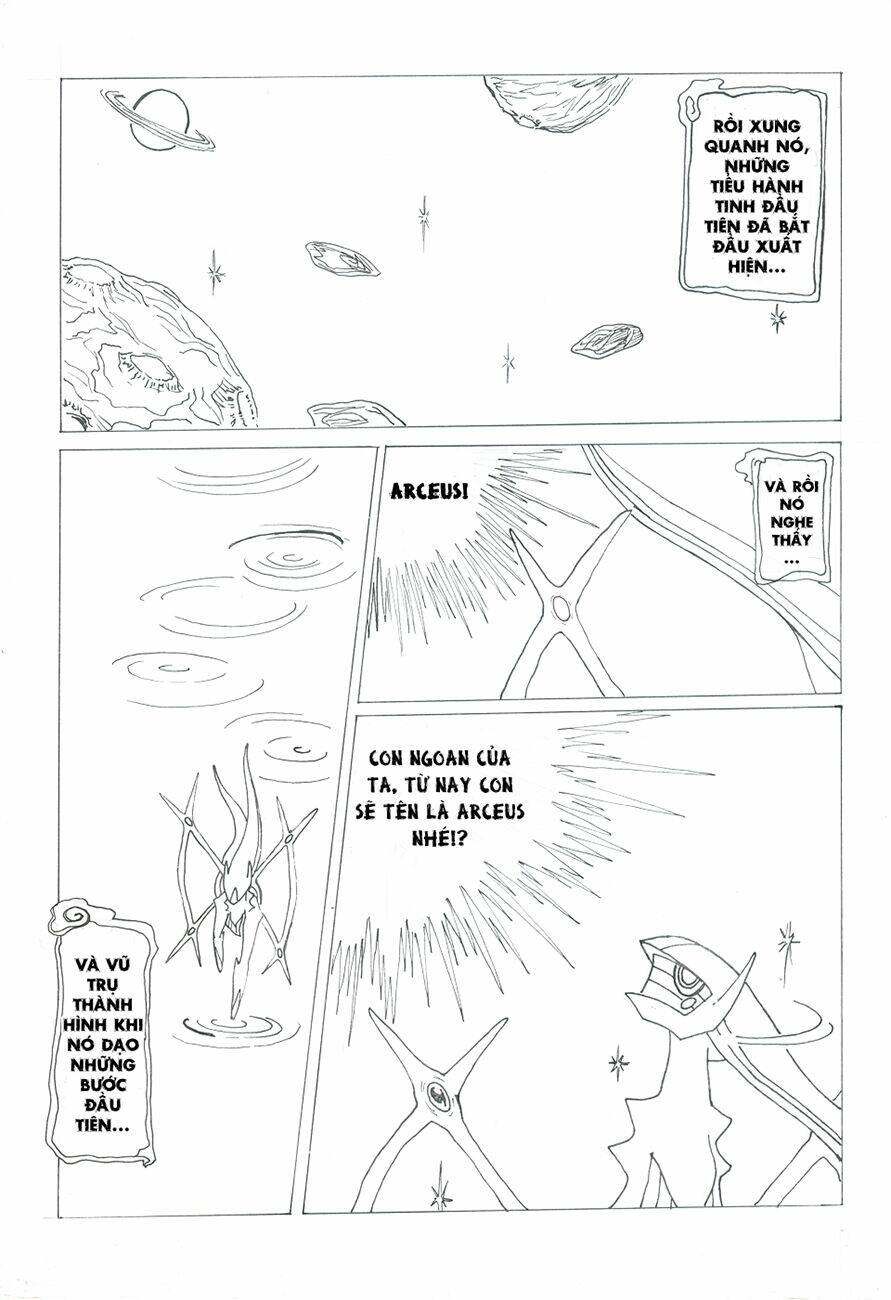 RỒI XUNG
QUANH NÓ,
NHỮNG
TIỂU HÀNH
TINH ĐẦU
TIÊN ĐÃ BẮT
ĐẦU XUẤT
HIỆN...
VÀ VŨ
TRỤ
THÀNH
HÌNH KHI
NÓ DẠO
NHỮNG
BƯỚC
ĐẦU
TIÊN...
VÀ RỒI
NÓ
NGHE
THẤY
...
ARCEUS!
CON NGOAN CỦA
TA, TỪ NAY CON
SẼ TÊN LÀ ARCEUS
NHÉ!?